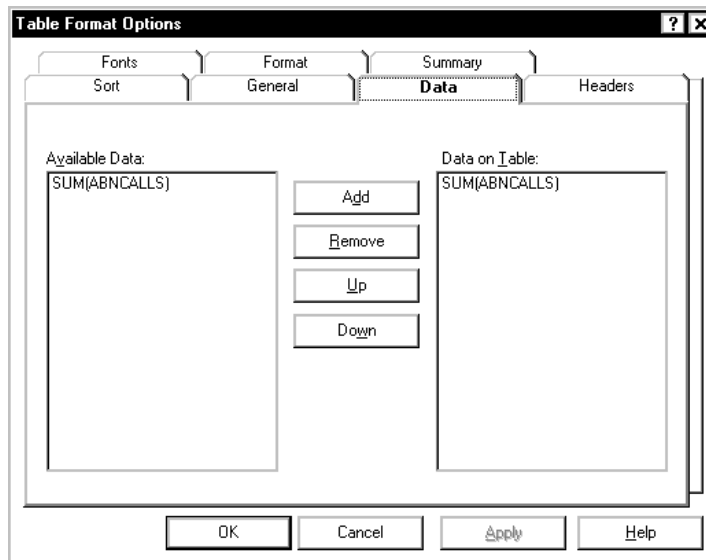 Table Format Options
Fonts Format Summary
Sort General Data Headers
Available Data: Data on Table:
SUM(ABNCALLS) SUM(ABNCALLS)
Add
Remove
Up
Down
OK Cancel Apply Help